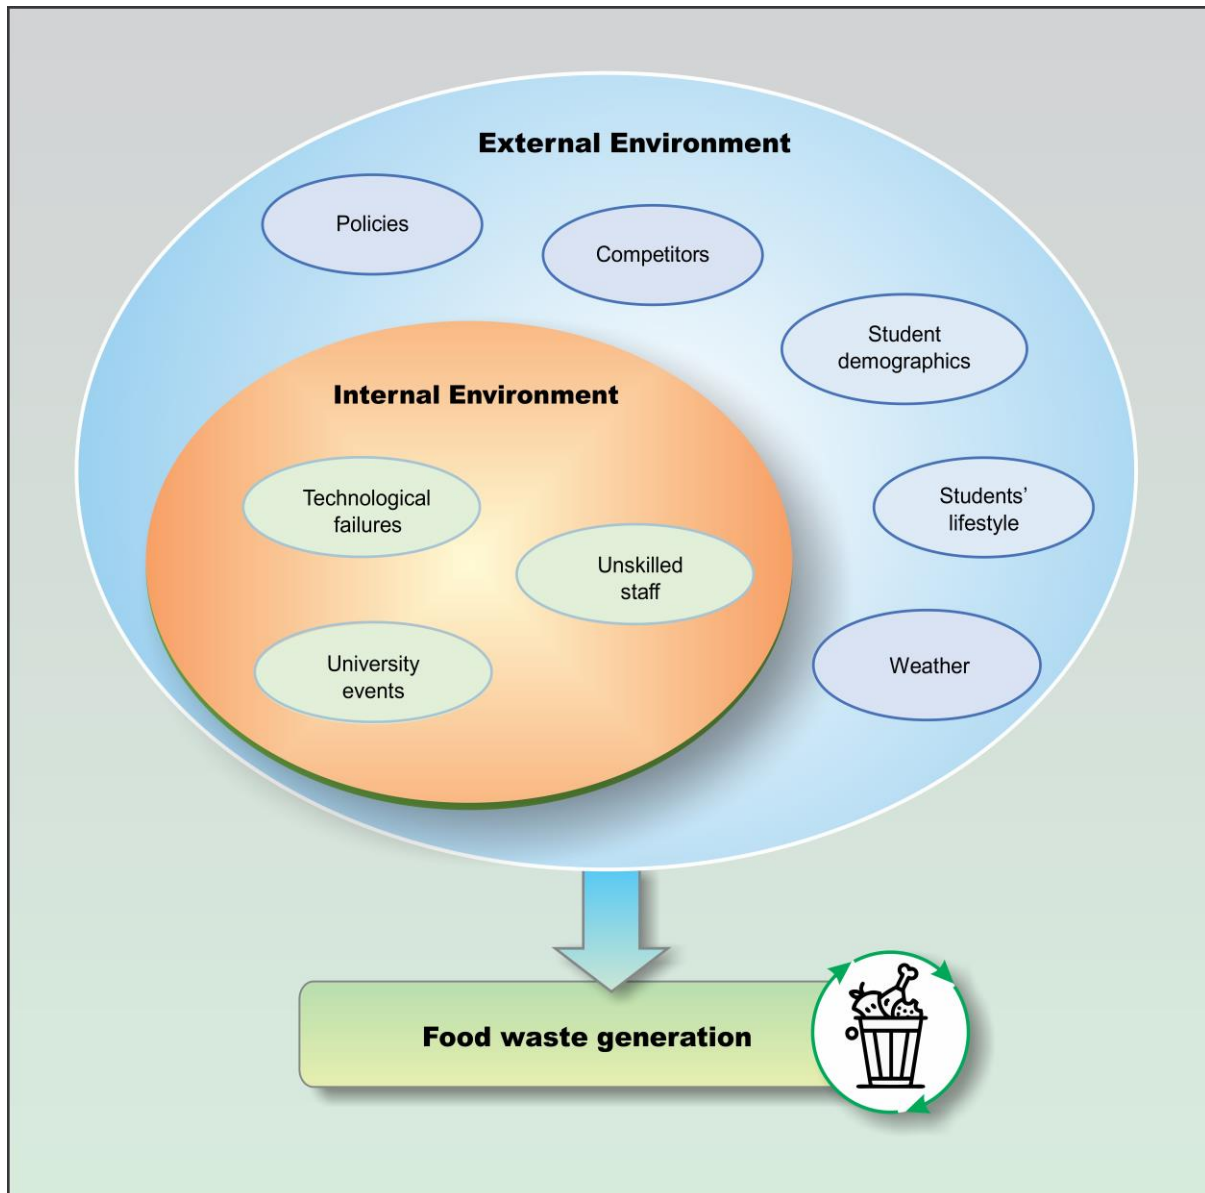 External Environment
Policies
Competitors
Student
demographics
Internal Environment
Technological
failures
Students’
lifestyle
Unskilled
staff
University
events
Weather
Food waste generation